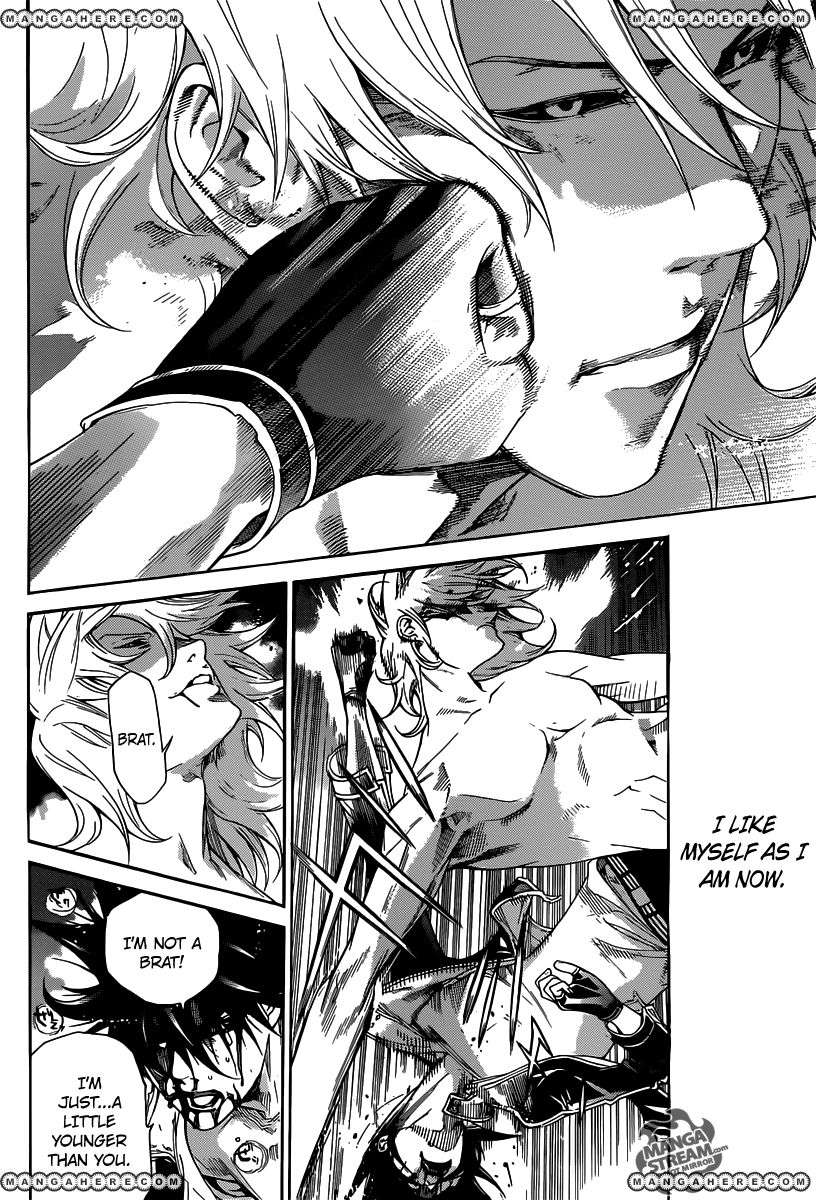 MANGAHERE.COM
MANGAHERE.COM
BRAT.
I LIKE
MYSELF AS I
AM NOW.
I'M NOT A
BRAT!
I'M
JUST...A
LITTLE
YOUNGER
THAN YOU.
MANGA
STREAM.com
MANGAHERE.COM
MANGAHERE.COM